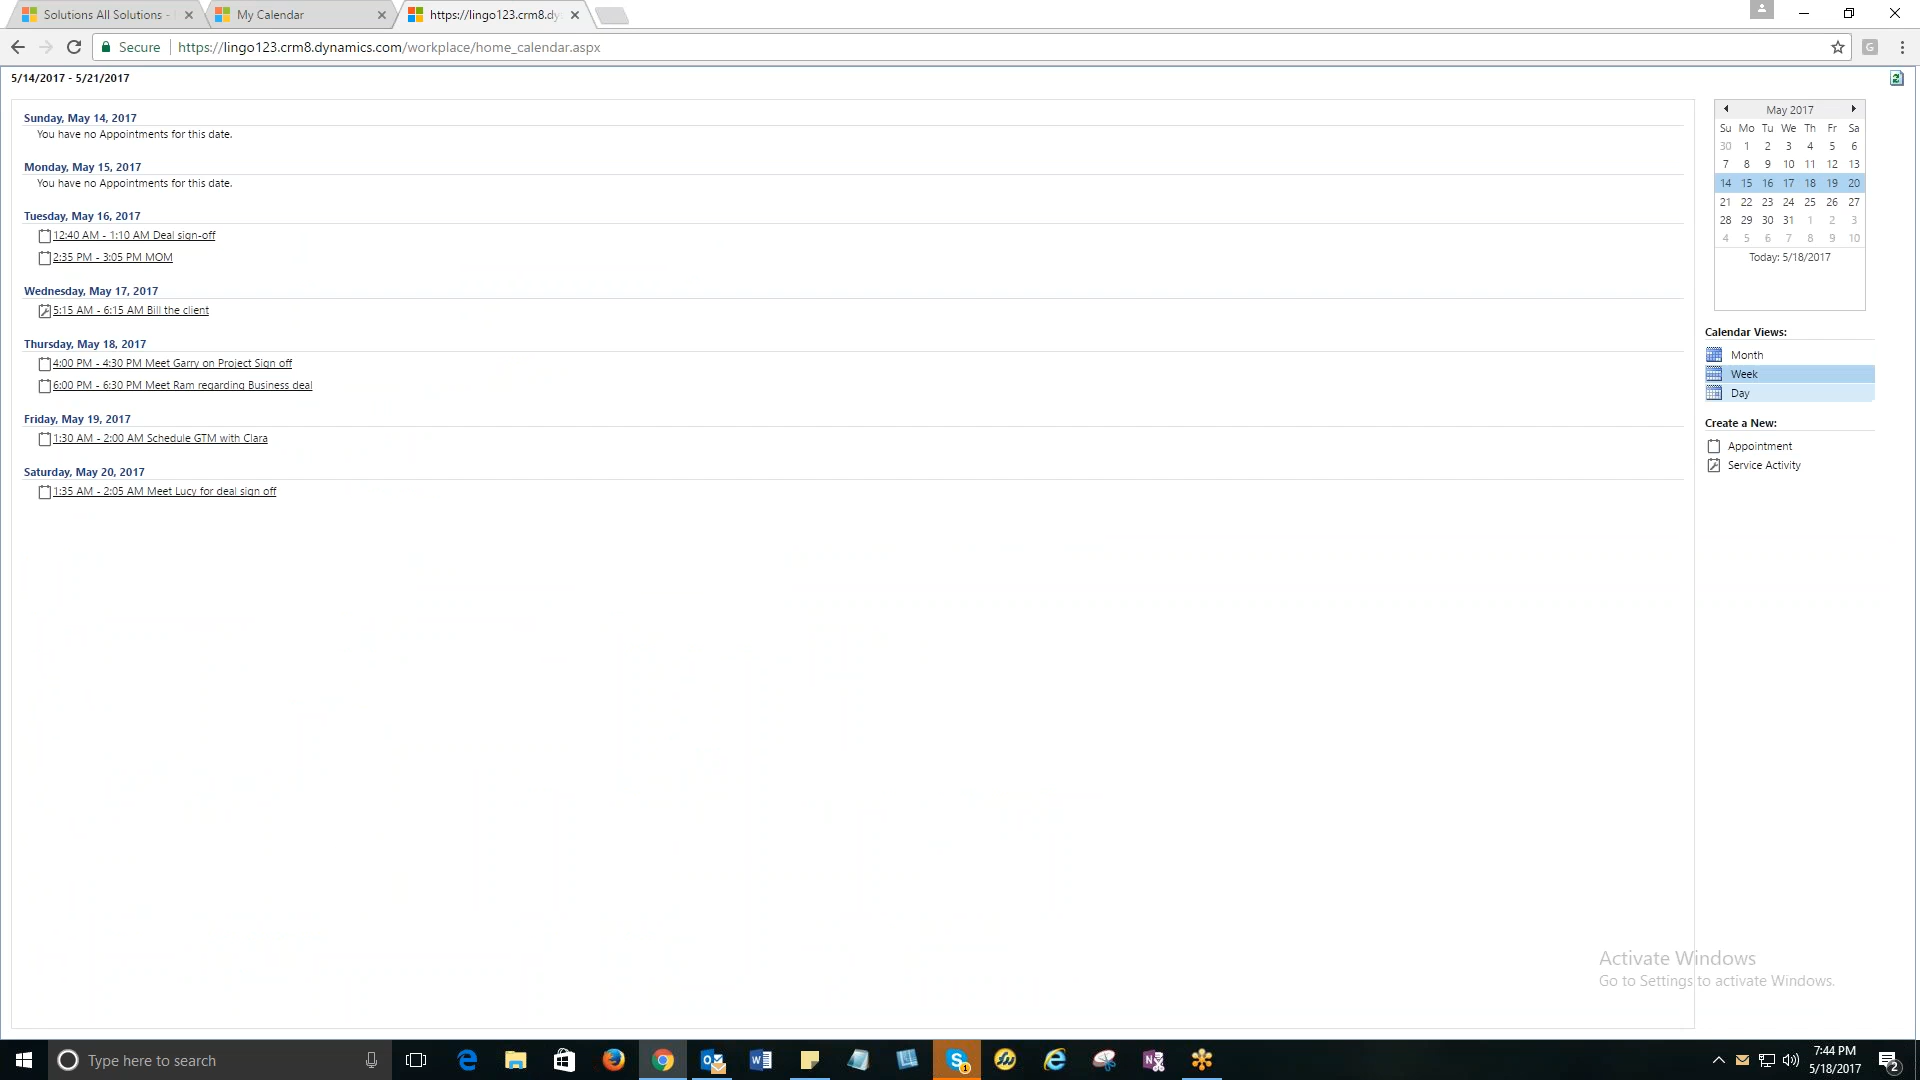 Solutions All Solutions -
My Calendar
https://lingo123.crm8.dy
Secure
https://lingo123.crm8.dynamics.com/workplace/home_calendar.aspx
G
5/14/2017 - 5/21/2017
Sunday, May 14, 2017
You have no Appointments for this date.
Monday, May 15, 2017
You have no Appointments for this date.
Tuesday, May 16, 2017
12:40 AM - 1:10 AM Deal sign-off
2:35 PM - 3:05 PM MOM
Wednesday, May 17, 2017
5:15 AM - 6:15 AM Bill the client
Thursday, May 18, 2017
4:00 PM - 4:30 PM Meet Garry on Project Sign off
6:00 PM - 6:30 PM Meet Ram regarding Business deal
Friday, May 19, 2017
1:30 AM - 2:00 AM Schedule GTM with Clara
Saturday, May 20, 2017
1:35 AM - 2:05 AM Meet Lucy for deal sign off
May 2017
Su Mo Tu We Th Fr Sa
30 1 2 3 4 5 6
7 8 9 10 11 12 13
14 15 16 17 18 19 20
21 22 23 24 25 26 27
28 29 30 31 1 2 3
4 5 6 7 8 9 10
Today: 5/18/2017
Calendar Views:
Month
Week
Day
Create a New:
Appointment
Service Activity
Activate Windows
Go to Settings to activate Windows.
Type here to search
7:44 PM
5/18/2017
2